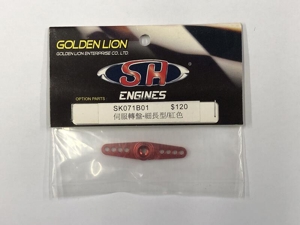 GOLDEN LION
GOLDEN LION ENTERPRISE CO., LTD
SH
ENGINES
OPTION PARTS
SK071B01 $120
伺服轉盤-細長型/紅色